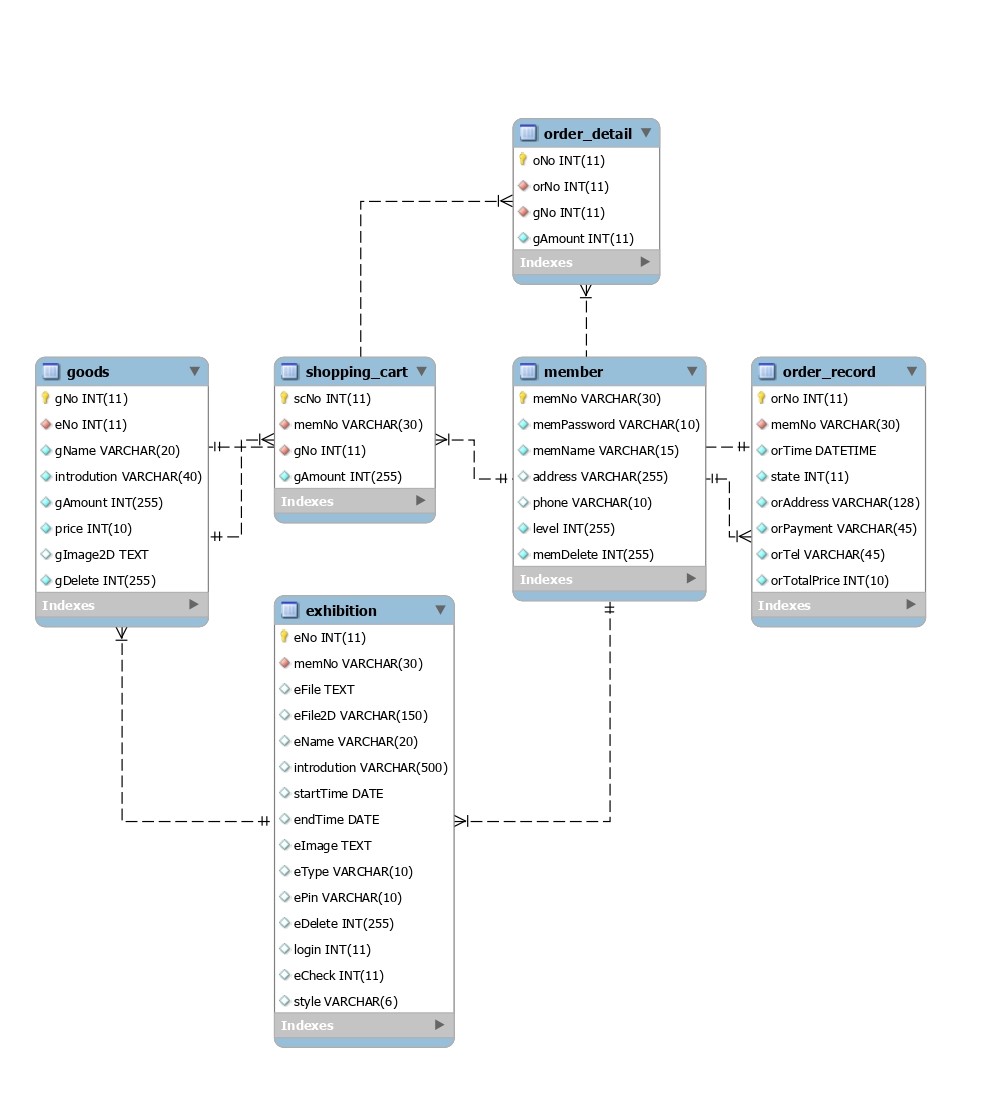 order_detail
oNo INT(11)
orNo INT(11)
gNo INT(11)
gAmount INT(11)
Indexes
goods
gNo INT(11)
eNo INT(11)
gName VARCHAR(20)
introdution VARCHAR(40)
gAmount INT(255)
price INT(10)
gImage2D TEXT
gDelete INT(255)
Indexes
shopping_cart
scNo INT(11)
memNo VARCHAR(30)
gNo INT(11)
gAmount INT(255)
Indexes
member
memNo VARCHAR(30)
memPassword VARCHAR(10)
memName VARCHAR(15)
address VARCHAR(255)
phone VARCHAR(10)
level INT(255)
memDelete INT(255)
Indexes
order_record
orNo INT(11)
memNo VARCHAR(30)
orTime DATETIME
state INT(11)
orAddress VARCHAR(128)
orPayment VARCHAR(45)
orTel VARCHAR(45)
orTotalPrice INT(10)
Indexes
exhibition
eNo INT(11)
memNo VARCHAR(30)
eFile TEXT
eFile2D VARCHAR(150)
eName VARCHAR(20)
introdution VARCHAR(500)
startTime DATE
endTime DATE
eImage TEXT
eType VARCHAR(10)
ePin VARCHAR(10)
eDelete INT(255)
login INT(11)
eCheck INT(11)
style VARCHAR(6)
Indexes